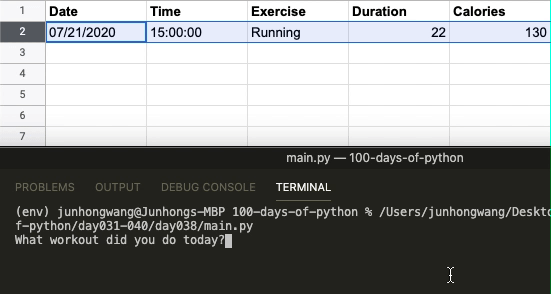 1 Date Time Exercise Duration Calories
2 07/21/2020 15:00:00 Running 22 130
3
4
5
6
7
main.py — 100-days-of-python
PROBLEMS OUTPUT DEBUG CONSOLE TERMINAL
(env) junhongwang@Junhongs-MBP 100-days-of-python % /Users/junhongwang/Deskto
f-python/day031-040/day038/main.py
What workout did you do today?